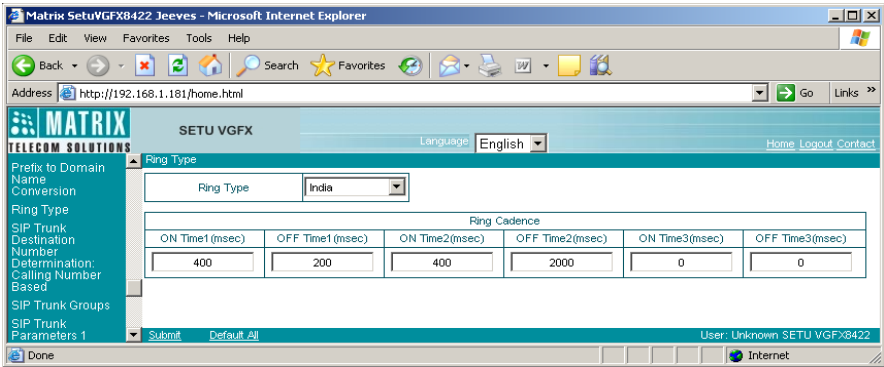 Matrix SetuVGFX8422 Jeeves - Microsoft Internet Explorer
File Edit View Favorites Tools Help
Back Search Favorites
Address http://192.168.1.181/home.html Go Links »
MATRIX
TELECOM SOLUTIONS
SETU VGFX
Language English
Home Logout Contact
Prefix to Domain
Name
Conversion
Ring Type
SIP Trunk
Destination
Number
Determination:
Calling Number
Based
SIP Trunk Groups
SIP Trunk
Parameters 1
Ring Type
Ring Type India
Ring Cadence
ON Time1(msec) OFF Time1(msec) ON Time2(msec) OFF Time2(msec) ON Time3(msec) OFF Time3(msec)
400 200 400 2000 0 0
Submit Default All
User: Unknown SETU VGFX8422
Done Internet